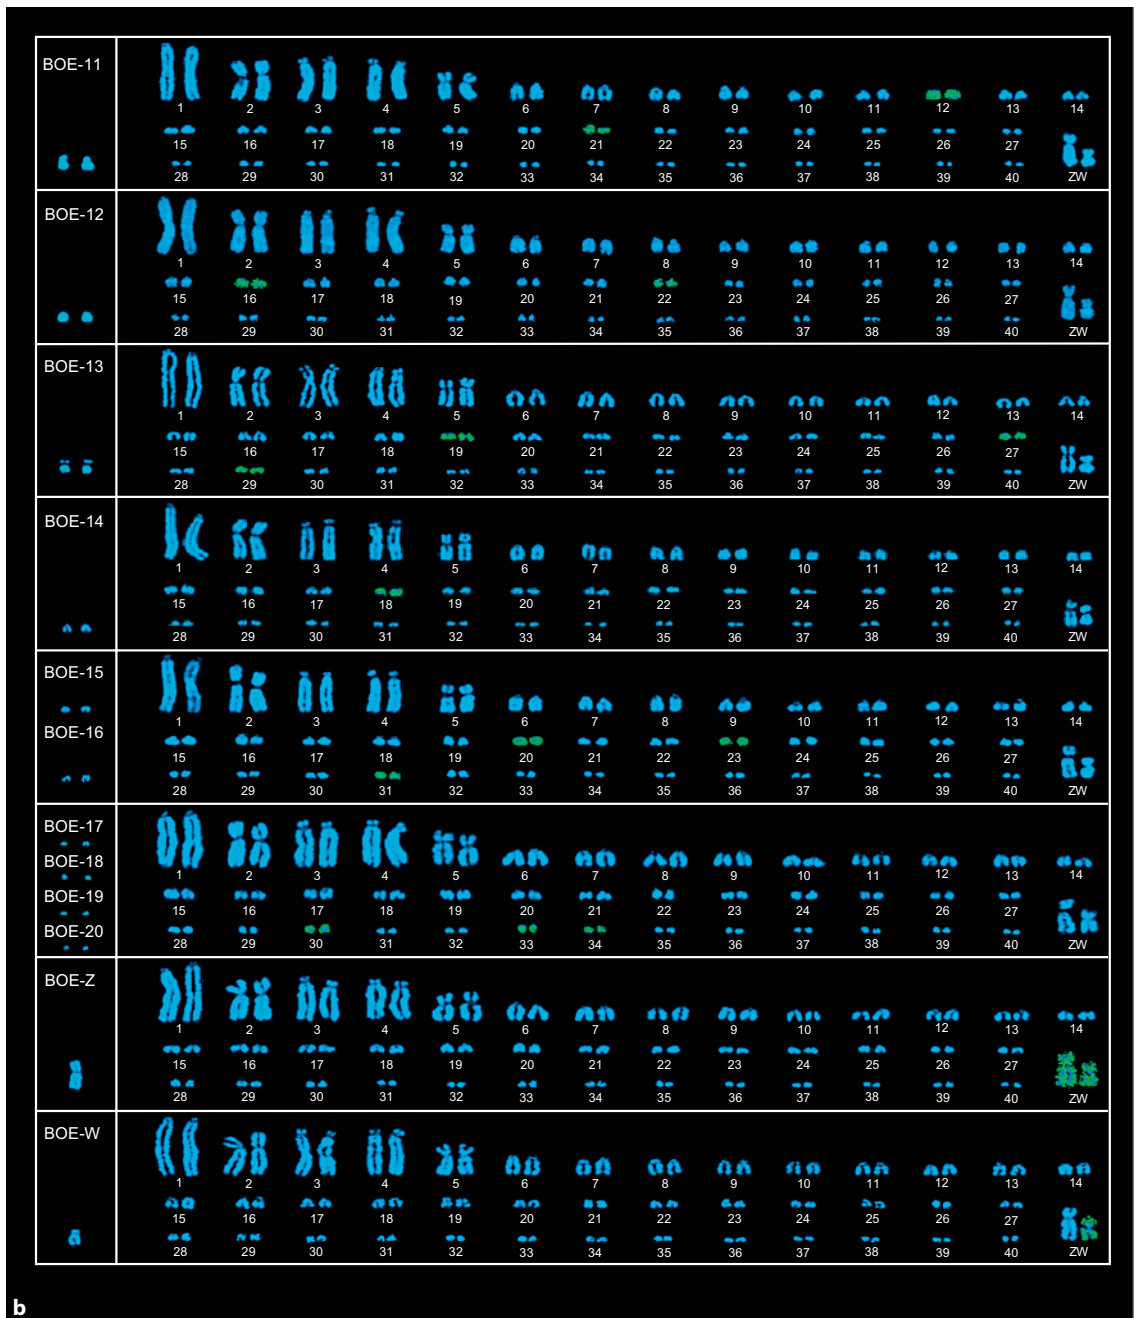 BOE-11
1 2 3 4 5 6 7 8 9 10 11 12 13 14
15 16 17 18 19 20 21 22 23 24 25 26 27
28 29 30 31 32 33 34 35 36 37 38 39 40 ZW
BOE-12
1 2 3 4 5 6 7 8 9 10 11 12 13 14
15 16 17 18 19 20 21 22 23 24 25 26 27
28 29 30 31 32 33 34 35 36 37 38 39 40 ZW
BOE-13
1 2 3 4 5 6 7 8 9 10 11 12 13 14
15 16 17 18 19 20 21 22 23 24 25 26 27
28 29 30 31 32 33 34 35 36 37 38 39 40 ZW
BOE-14
1 2 3 4 5 6 7 8 9 10 11 12 13 14
15 16 17 18 19 20 21 22 23 24 25 26 27
28 29 30 31 32 33 34 35 36 37 38 39 40 ZW
BOE-15
1 2 3 4 5 6 7 8 9 10 11 12 13 14
BOE-16
15 16 17 18 19 20 21 22 23 24 25 26 27
28 29 30 31 32 33 34 35 36 37 38 39 40 ZW
BOE-17
BOE-18
1 2 3 4 5 6 7 8 9 10 11 12 13 14
BOE-19
15 16 17 18 19 20 21 22 23 24 25 26 27
BOE-20
28 29 30 31 32 33 34 35 36 37 38 39 40 ZW
BOE-Z
1 2 3 4 5 6 7 8 9 10 11 12 13 14
15 16 17 18 19 20 21 22 23 24 25 26 27
28 29 30 31 32 33 34 35 36 37 38 39 40 ZW
BOE-W
1 2 3 4 5 6 7 8 9 10 11 12 13 14
15 16 17 18 19 20 21 22 23 24 25 26 27
28 29 30 31 32 33 34 35 36 37 38 39 40 ZW
b